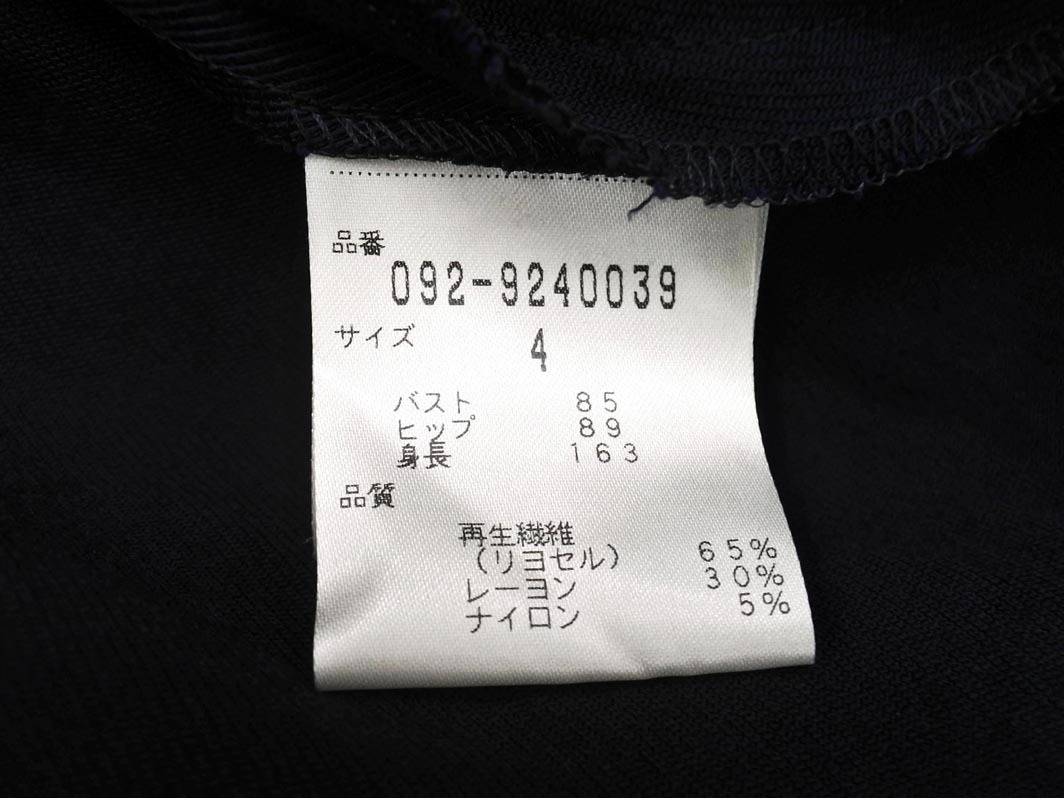 品番
092-9240039
サイズ 4
バスト 85
ヒップ 89
身長 163
品質
再生繊維
(リヨセル) 65%
レーヨン 30%
ナイロン 5%